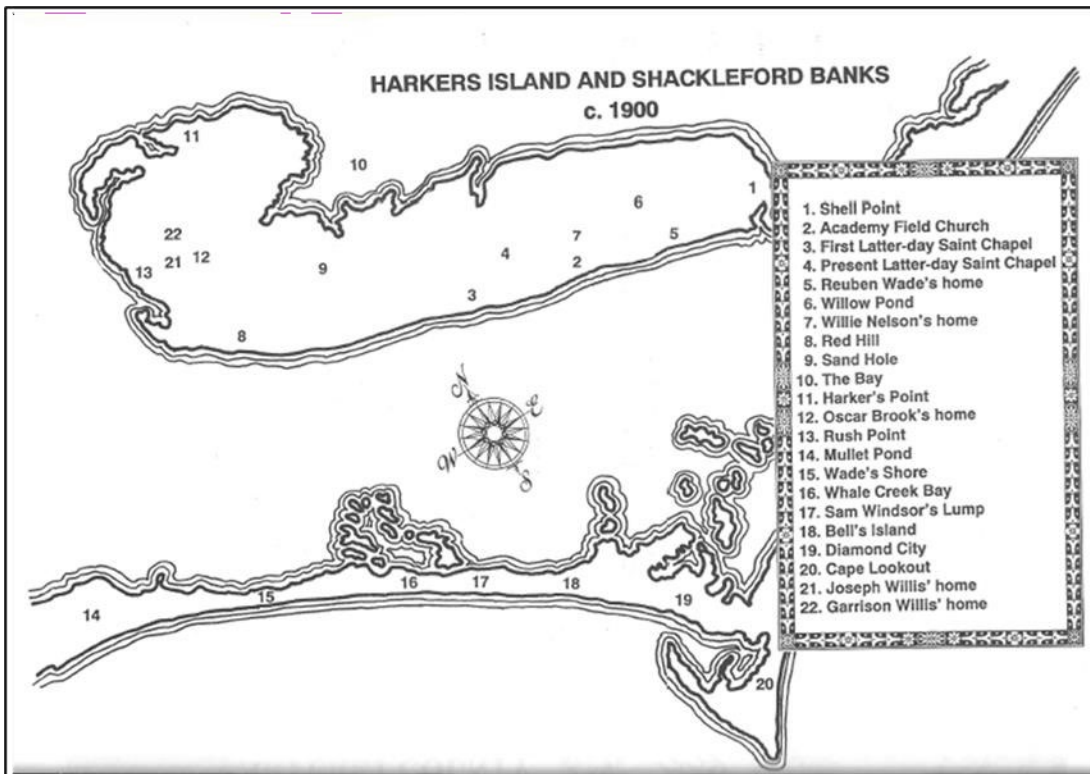 HARKERS ISLAND AND SHACKLEFORD BANKS
c. 1900
11
10
1
6
22
7
5
21
12
4
2
13
9
3
8
N
E
W
S
16
17
18
15
19
14
20
1. Shell Point
2. Academy Field Church
3. First Latter-day Saint Chapel
4. Present Latter-day Saint Chapel
5. Reuben Wade's home
6. Willow Pond
7. Willie Nelson's home
8. Red Hill
9. Sand Hole
10. The Bay
11. Harker's Point
12. Oscar Brook's home
13. Rush Point
14. Mullet Pond
15. Wade's Shore
16. Whale Creek Bay
17. Sam Windsor's Lump
18. Bell's Island
19. Diamond City
20. Cape Lookout
21. Joseph Willis' home
22. Garrison Willis' home